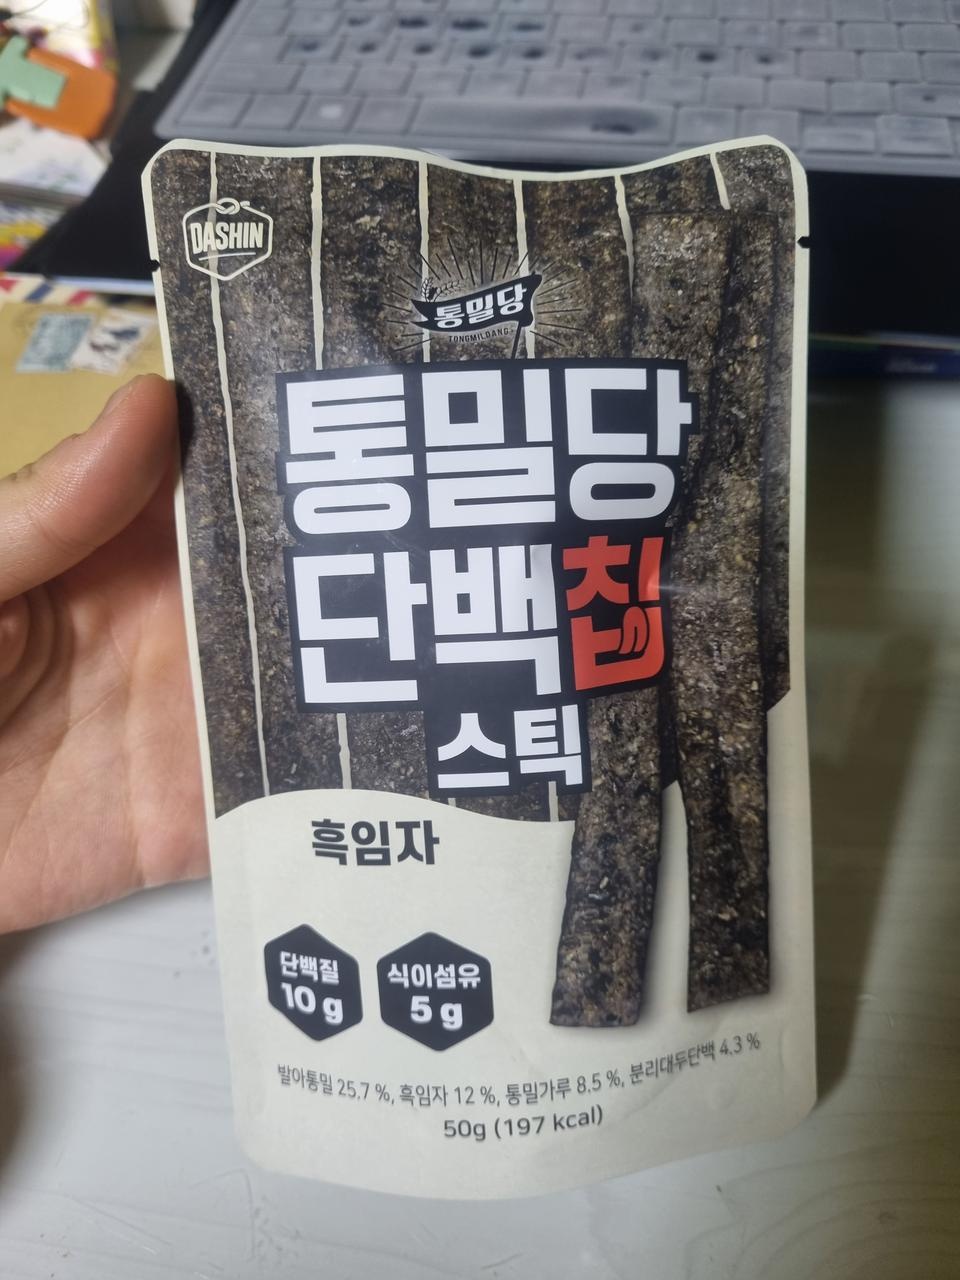 DASHIN
통밀당
TONGMILDANG
통밀당
단백칩
스틱
흑임자
단백질
10 g
식이섬유
5 g
발아통밀 25.7 %, 흑임자 12 %, 통밀가루 8.5 %, 분리대두단백 4.3 %
50g (197 kcal)